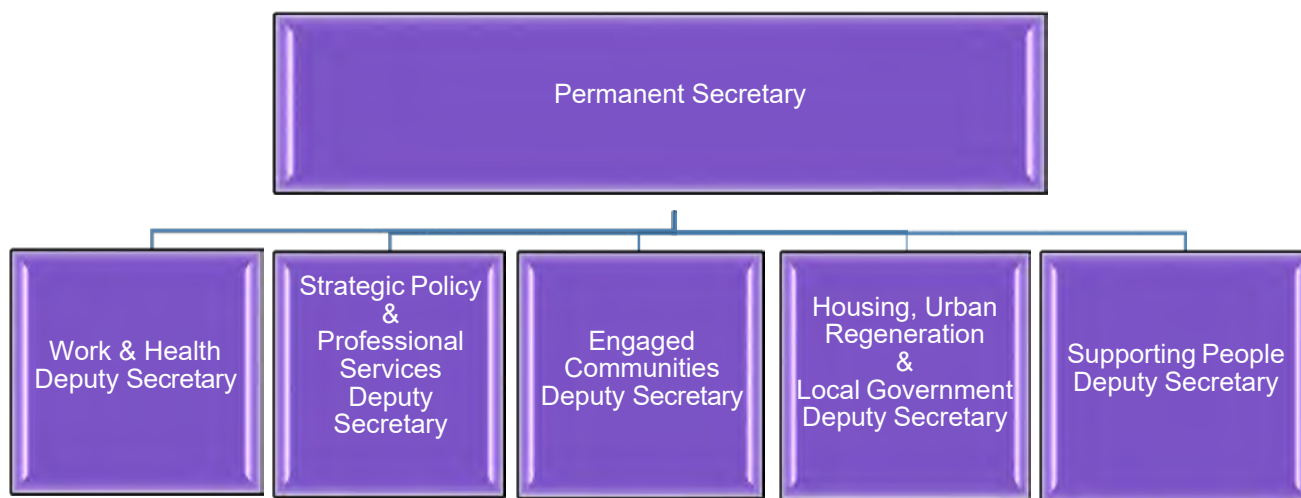 Permanent Secretary
Work & Health
Deputy Secretary
Strategic Policy
&
Professional
Services
Deputy
Secretary
Engaged
Communities
Deputy Secretary
Housing, Urban
Regeneration
&
Local Government
Deputy Secretary
Supporting People
Deputy Secretary